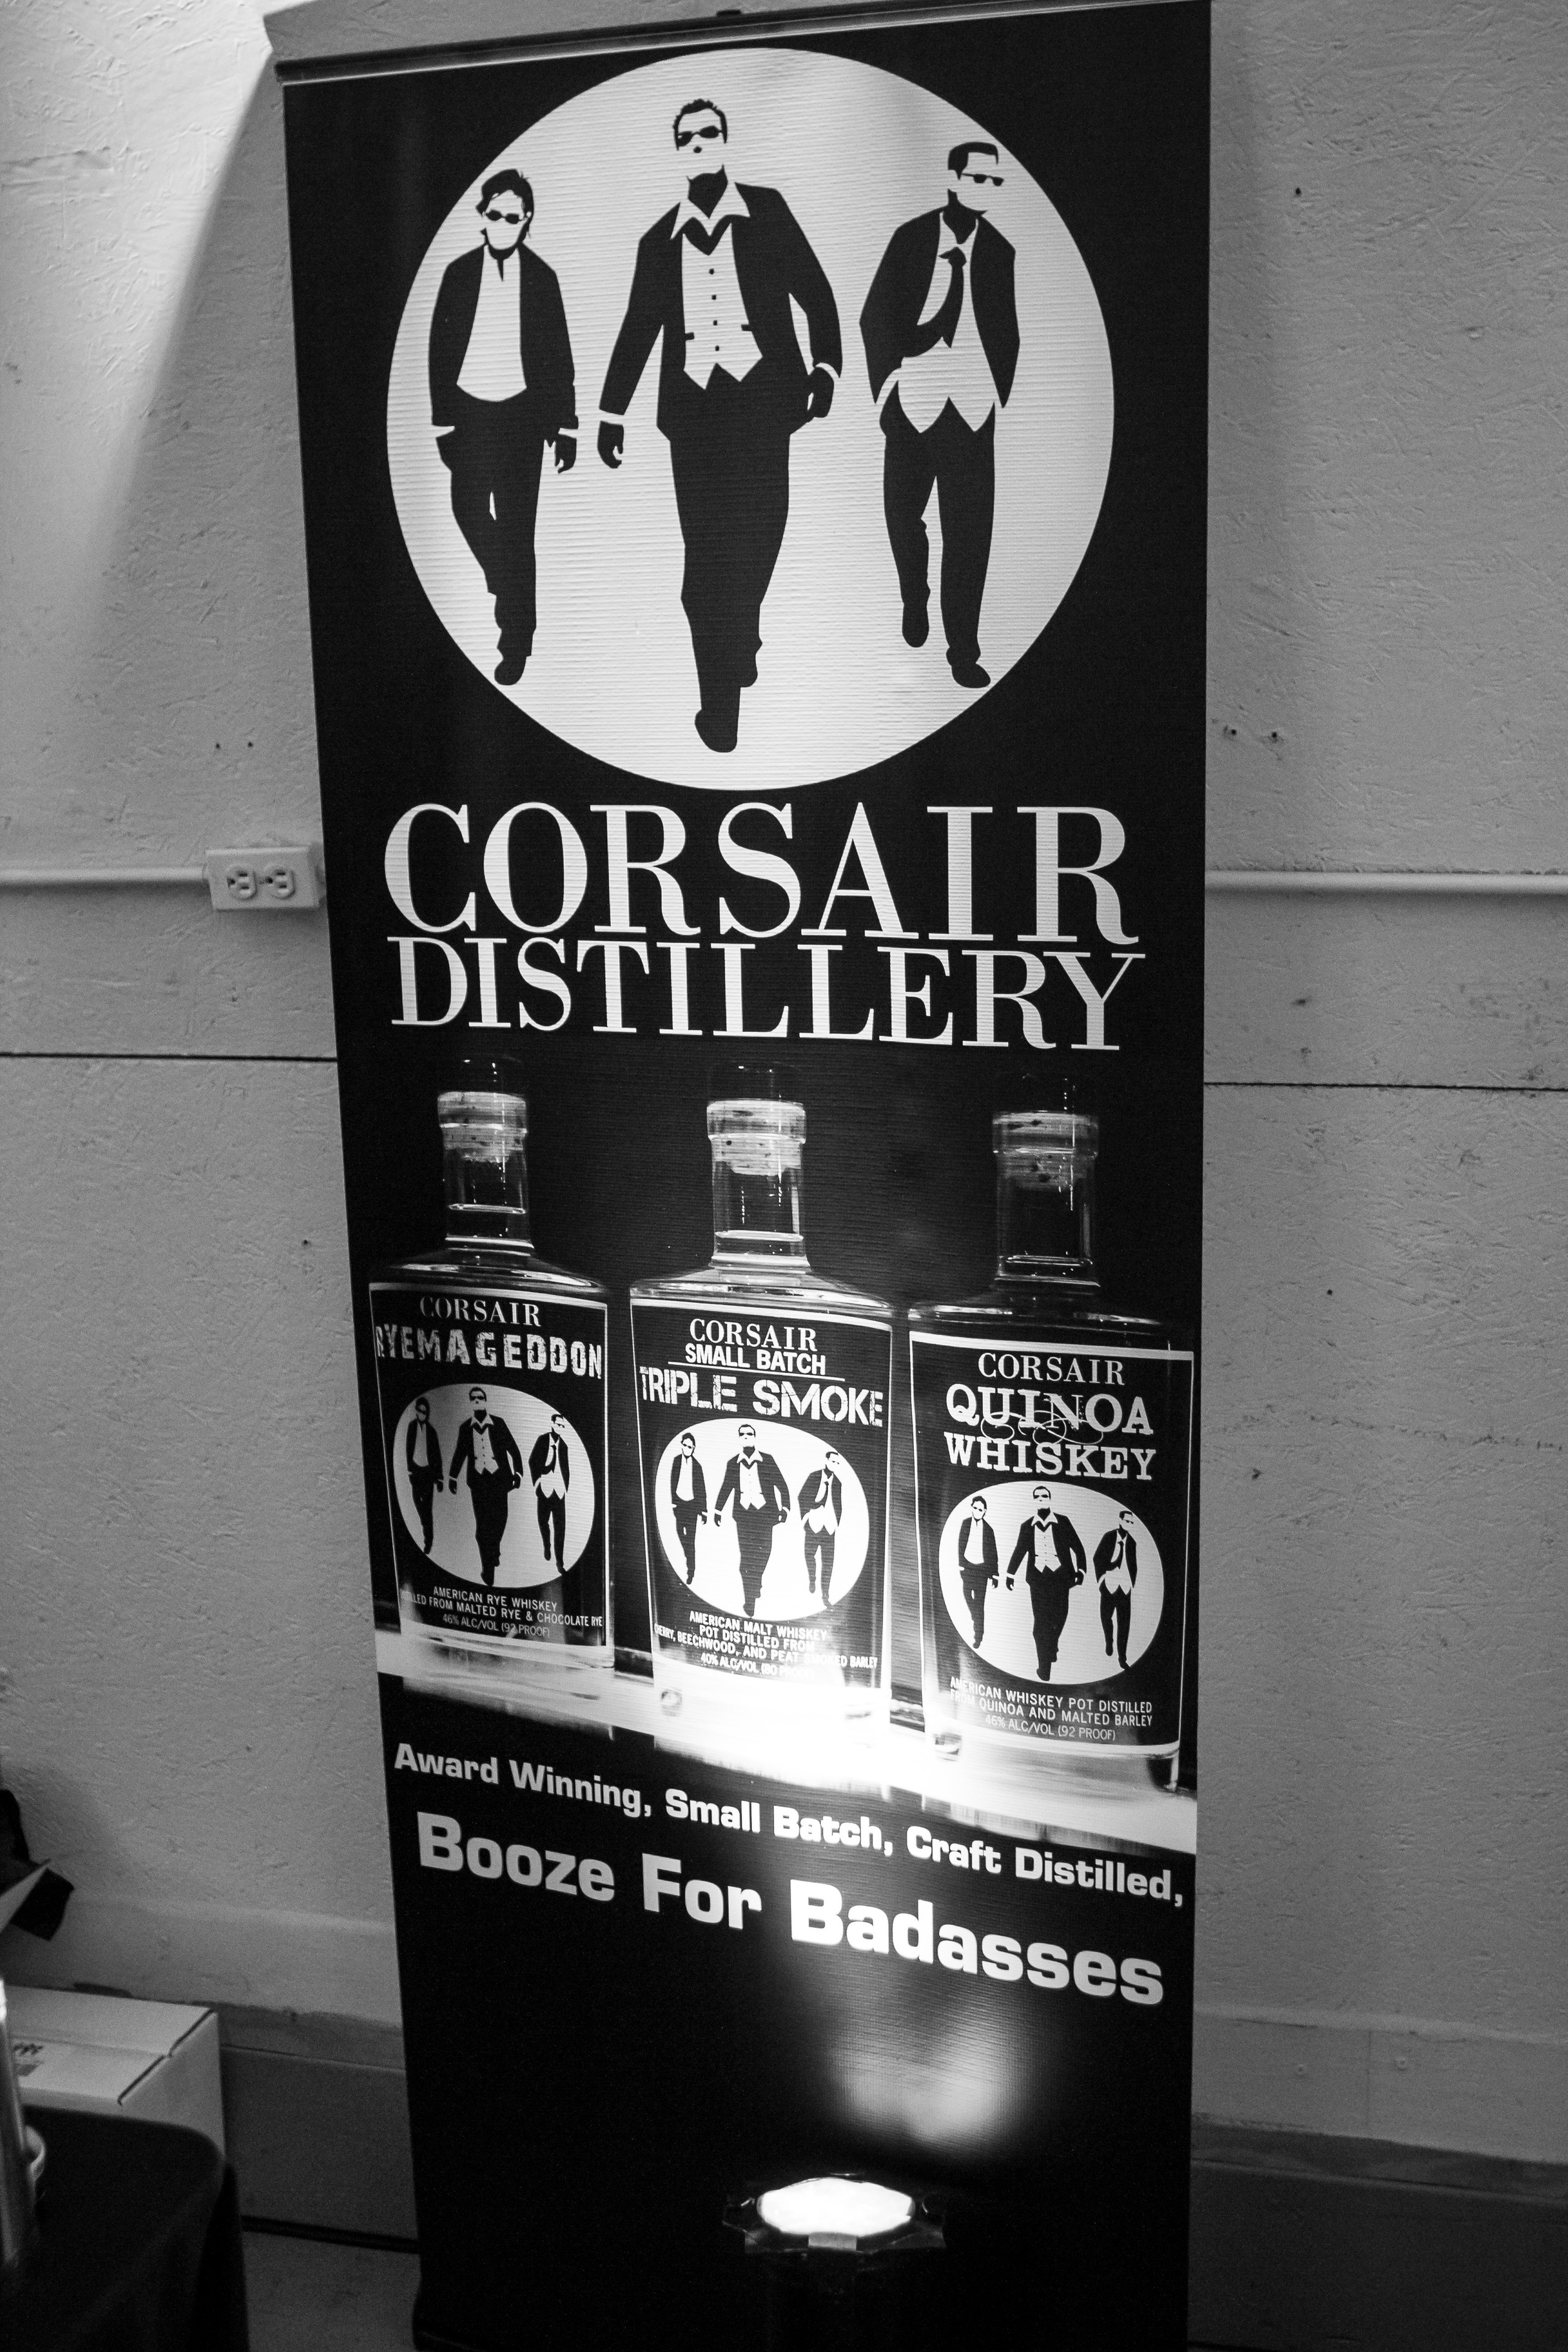 CORSAIR
DISTILLERY
CORSAIR
RYEMAGEDDON
AMERICAN RYE WHISKEY
FROM MALTED RYE & CHOCOLATE RYE
46% ALC/VOL (92 PROOF)
CORSAIR
SMALL BATCH
TRIPLE SMOKE
AMERICAN MALT WHISKEY
POT DISTILLED FROM
BEECHWOOD, AND PEAT SMOKED BARLEY
40% ALC/VOL (80 PROOF)
CORSAIR
QUINOA
WHISKEY
AMERICAN WHISKEY POT DISTILLED
FROM QUINOA AND MALTED BARLEY
46% ALC/VOL (92 PROOF)
Award Winning, Small Batch, Craft Distilled,
Booze For Badasses